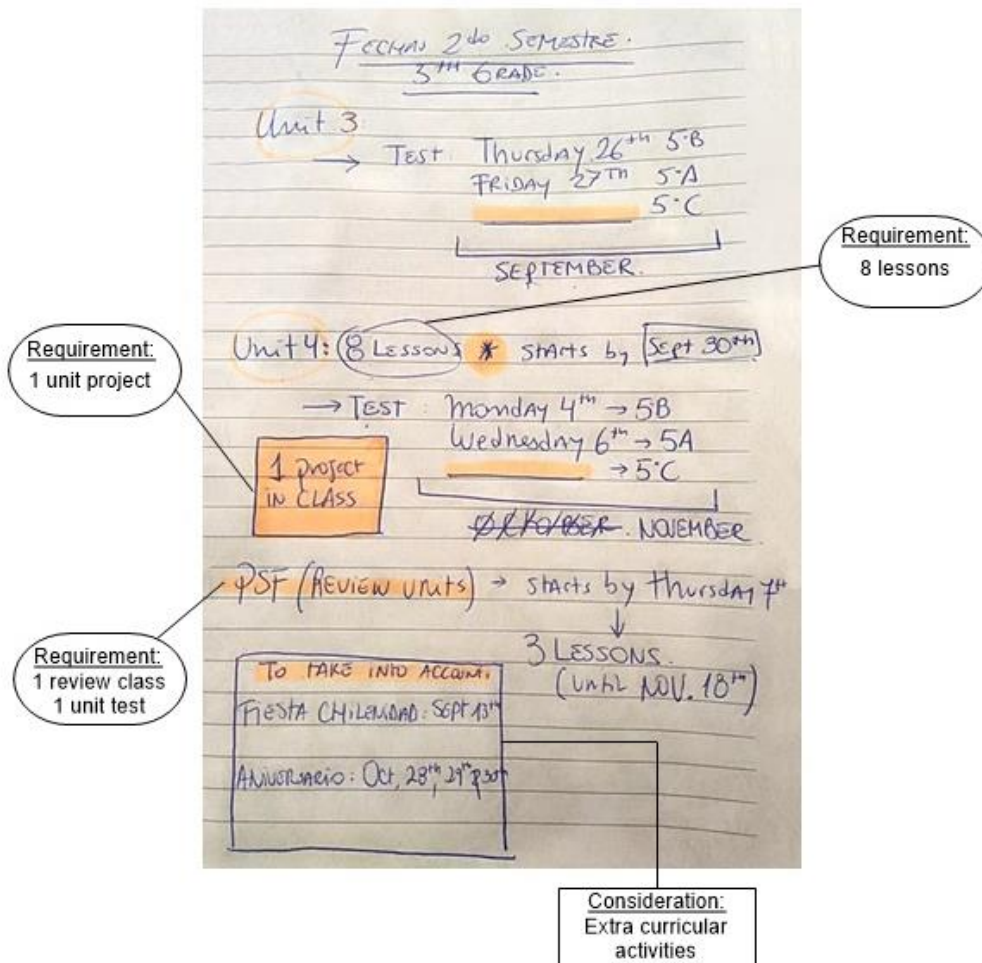 FECHAS 2do SEMESTRE.
5TH GRADE.
Unit 3
→ TEST: Thursday 26th 5°B
FRIDAY 27TH 5°A
5°C
SEPTEMBER.
Requirement:
8 lessons
Unit 4: 8 LESSONS * STARTS by Sept 30th
Requirement:
1 unit project
→ TEST: Monday 4th → 5B
Wednesday 6th → 5A
→ 5°C
1 project
IN CLASS
NOVEMBER.
(REVIEW UNITS) → STARTS by thursday 7th
↓
3 LESSONS.
(UNTIL NOV. 18th)
Requirement:
1 review class
1 unit test
TO TAKE INTO ACCOUNT:
FIESTA CHILENIDAD: SEPT 13th
ANIVERSARIO: Oct, 28th, 29th y 30th
Consideration:
Extra curricular
activities